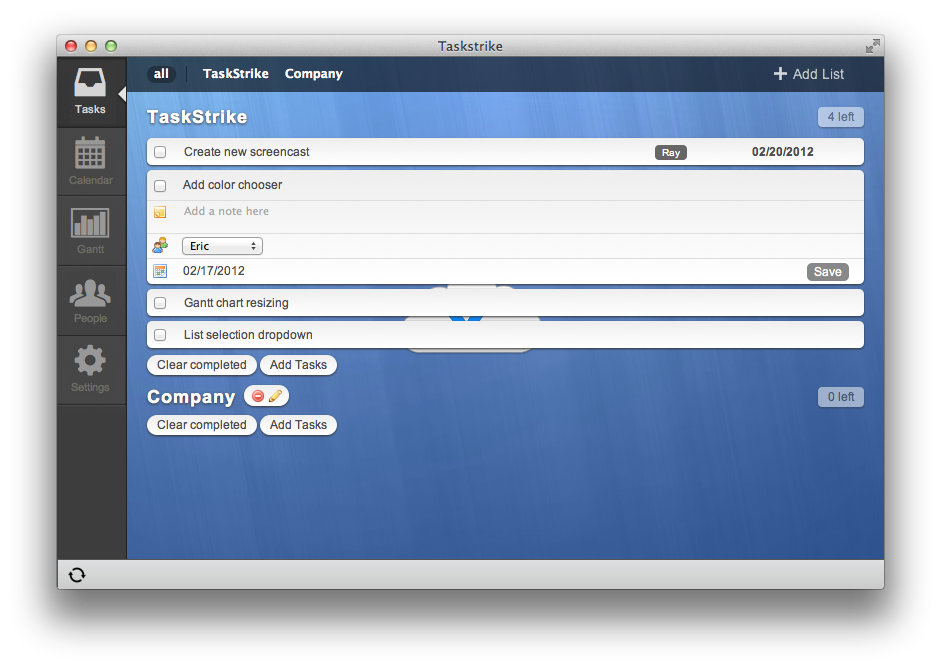 Taskstrike
all TaskStrike Company + Add List
Tasks
Calendar
Gantt
People
Settings
TaskStrike 4 left
Create new screencast Ray 02/20/2012
Add color chooser
Add a note here
Eric
02/17/2012 Save
Gantt chart resizing
List selection dropdown
Clear completed Add Tasks
Company 0 left
Clear completed Add Tasks